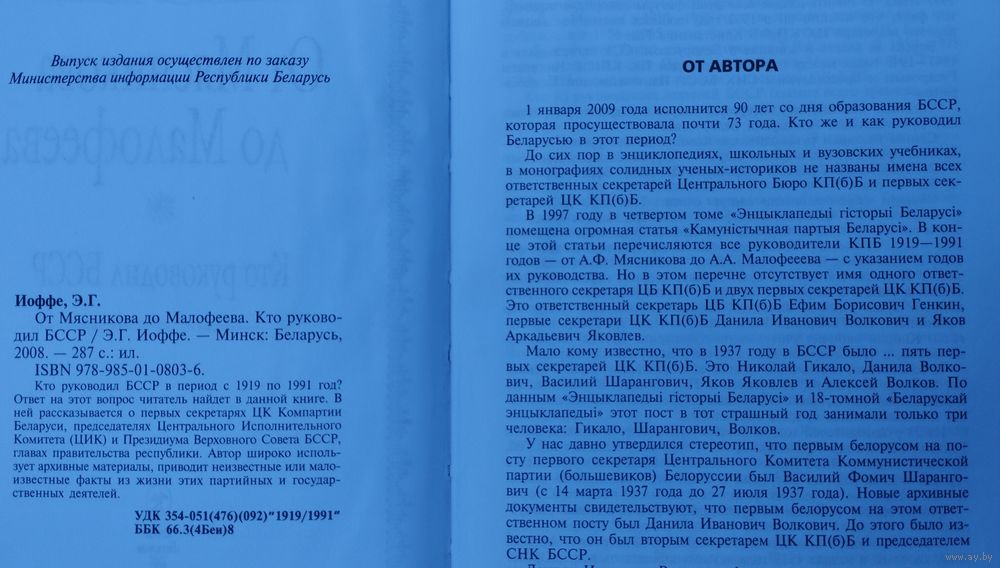 Выпуск издания осуществлен по заказу
Министерства информации Республики Беларусь
до Малофеева
Кто руководил БССР
Иоффе, Э.Г.
От Мясникова до Малофеева. Кто руково-
дил БССР / Э.Г. Иоффе. — Минск: Беларусь,
2008. — 287 с.: ил.
ISBN 978-985-01-0803-6.
Кто руководил БССР в период с 1919 по 1991 год?
Ответ на этот вопрос читатель найдет в данной книге. В
ней рассказывается о первых секретарях ЦК Компартии
Беларуси, председателях Центрального Исполнительного
Комитета (ЦИК) и Президиума Верховного Совета БССР,
главах правительства республики. Автор широко исполь-
зует архивные материалы, приводит неизвестные или мало-
известные факты из жизни этих партийных и государ-
ственных деятелей.
УДК 354-051(476)(092)"1919/1991"
ББК 66.3(4Беи)8
ОТ АВТОРА
1 января 2009 года исполнится 90 лет со дня образования БССР,
которая просуществовала почти 73 года. Кто же и как руководил
Беларусью в этот период?
До сих пор в энциклопедиях, школьных и вузовских учебниках,
в монографиях солидных ученых-историков не названы имена всех
ответственных секретарей Центрального Бюро КП(б)Б и первых сек-
ретарей ЦК КП(б)Б.
В 1997 году в четвертом томе «Энцыклапедыі гісторыі Беларусі»
помещена огромная статья «Камуністычная партыя Беларусі». В кон-
це этой статьи перечисляются все руководители КПБ 1919—1991
годов — от А.Ф. Мясникова до А.А. Малофееева — с указанием годов
их руководства. Но в этом перечне отсутствует имя одного ответ-
ственного секретаря ЦБ КП(б)Б и двух первых секретарей ЦК КП(б)Б.
Это ответственный секретарь ЦБ КП(б)Б Ефим Борисович Генкин,
первые секретари ЦК КП(б)Б Данила Иванович Волкович и Яков
Аркадьевич Яковлев.
Мало кому известно, что в 1937 году в БССР было ... пять пер-
вых секретарей ЦК КП(б)Б. Это Николай Гикало, Данила Волко-
вич, Василий Шарангович, Яков Яковлев и Алексей Волков. По
данным «Энцыклапедыі гісторыі Беларусі» и 18-томной «Беларускай
энцыклапедыі» этот пост в тот страшный год занимали только три
человека: Гикало, Шарангович, Волков.
У нас давно утвердился стереотип, что первым белорусом на по-
сту первого секретаря Центрального Комитета Коммунистической
партии (большевиков) Белоруссии был Василий Фомич Шаранго-
вич (с 14 марта 1937 года до 27 июля 1937 года). Новые архивные
документы свидетельствуют, что первым белорусом на этом ответ-
ственном посту был Данила Иванович Волкович. До этого было из-
вестно, что он был вторым секретарем ЦК КП(б)Б и председателем
СНК БССР.
www.ay.by